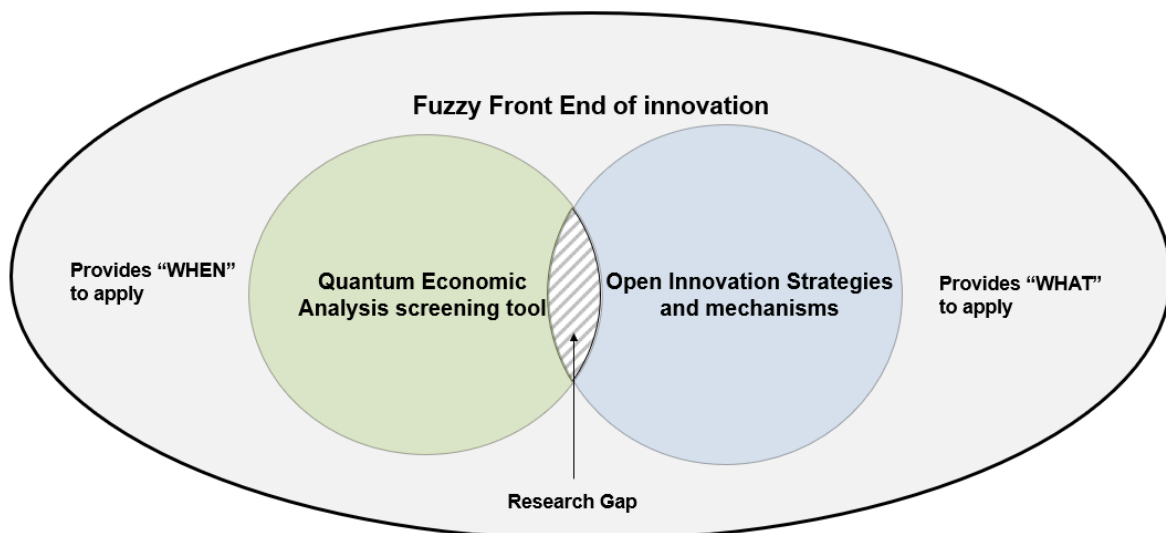 Fuzzy Front End of innovation
Provides “WHEN”
to apply
Quantum Economic
Analysis screening tool
Open Innovation Strategies
and mechanisms
Provides “WHAT”
to apply
Research Gap